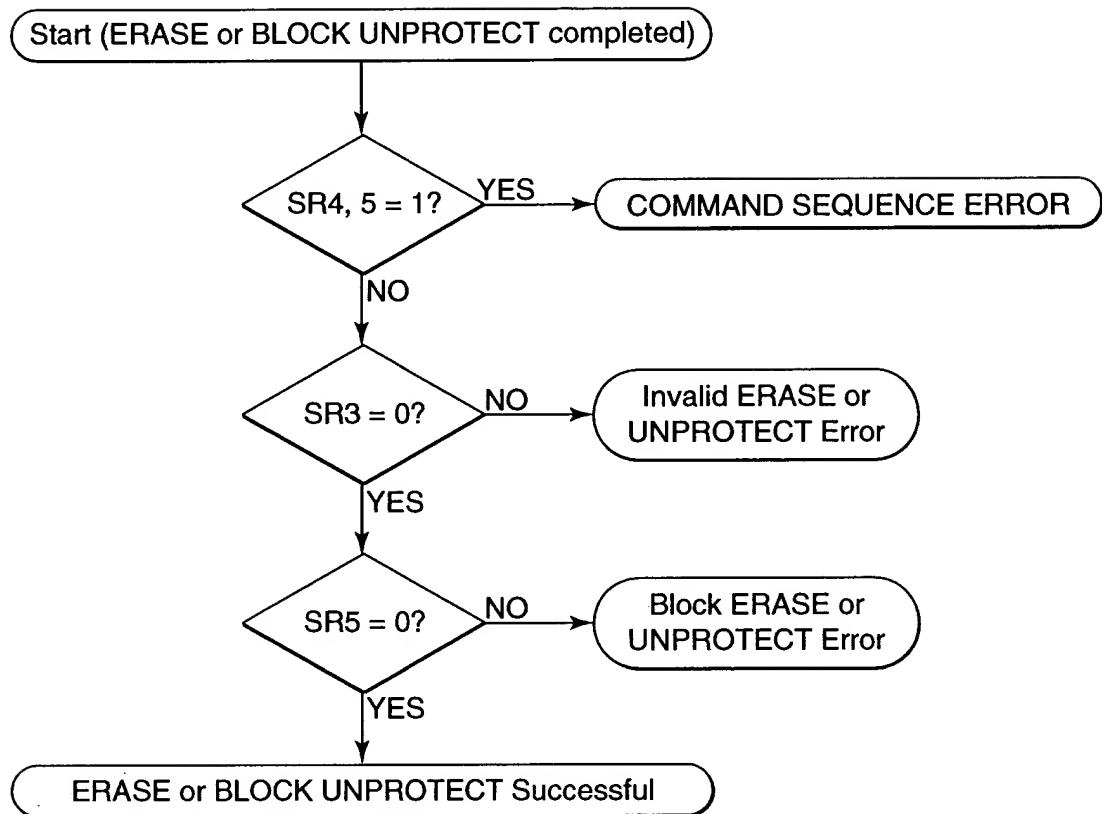 Start (ERASE or BLOCK UNPROTECT completed)
SR4, 5 = 1?
YES
COMMAND SEQUENCE ERROR
NO
SR3 = 0?
NO
Invalid ERASE or
UNPROTECT Error
YES
SR5 = 0?
NO
Block ERASE or
UNPROTECT Error
YES
ERASE or BLOCK UNPROTECT Successful